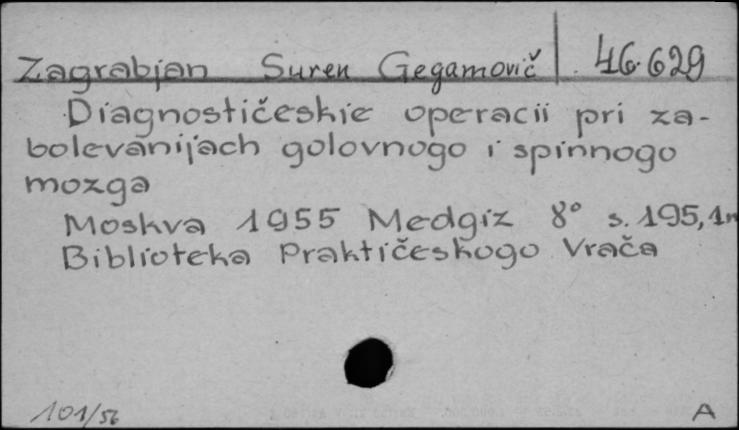 Zagrabjan Suren Gegamovič 46.629
Diagnostičeskie operacii pri za-
bolevanijach golovnogo i spinnogo
mozga
Moskva 1955 Medgiz 8° s. 195,1n
Biblioteka Praktičeskogo Vrača
101/56 A